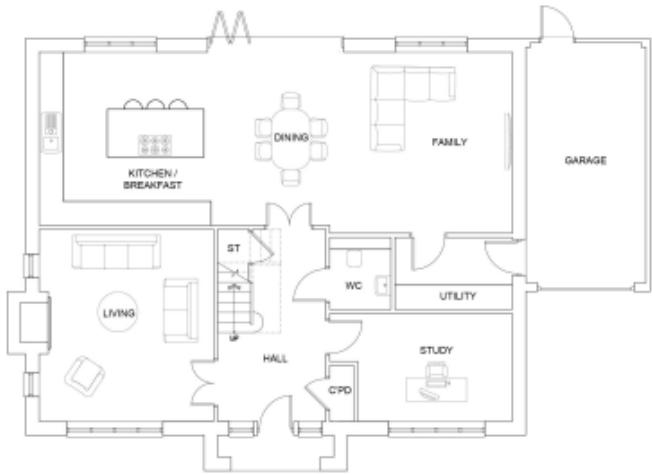 DINING
FAMILY
GARAGE
KITCHEN /
BREAKFAST
ST
WC
UTILITY
LIVING
UP
HALL
STUDY
C'PD